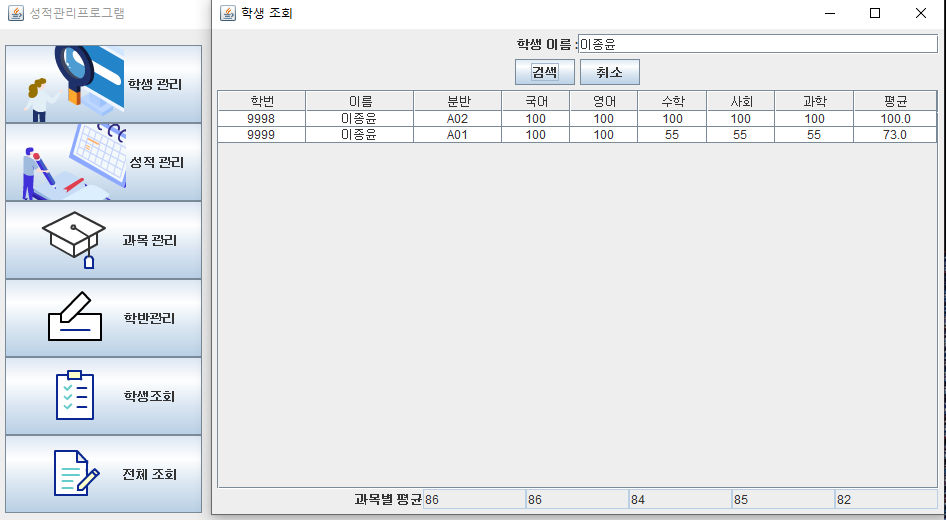 성적관리프로그램
학생 관리
성적 관리
과목 관리
학반관리
학생조회
전체 조회
학생 조회
학생 이름 : 이종윤
검색 취소
학번 이름 분반 국어 영어 수학 사회 과학 평균
9998 이종윤 A02 100 100 100 100 100 100.0
9999 이종윤 A01 100 100 55 55 55 73.0
과목별 평균 86 86 84 85 82